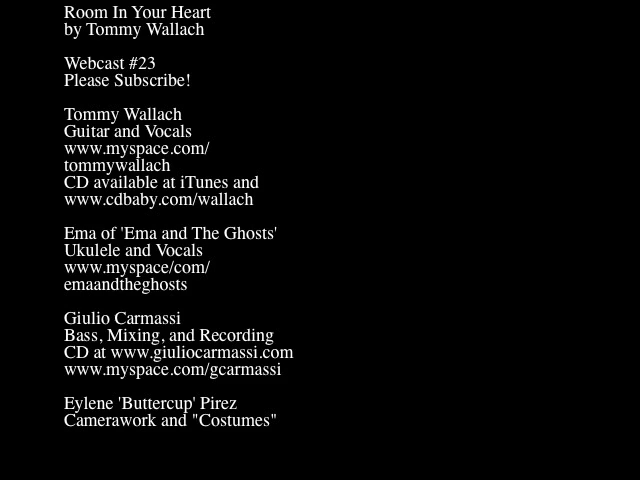 Room In Your Heart
by Tommy Wallach
Webcast #23
Please Subscribe!
Tommy Wallach
Guitar and Vocals
www.myspace.com/
tommywallach
CD available at iTunes and
www.cdbaby.com/wallach
Ema of 'Ema and The Ghosts'
Ukulele and Vocals
www.myspace/com/
emaandtheghosts
Giulio Carmassi
Bass, Mixing, and Recording
CD at www.giuliocarmassi.com
www.myspace.com/gcarmassi
Eylene 'Buttercup' Pirez
Camerawork and "Costumes"